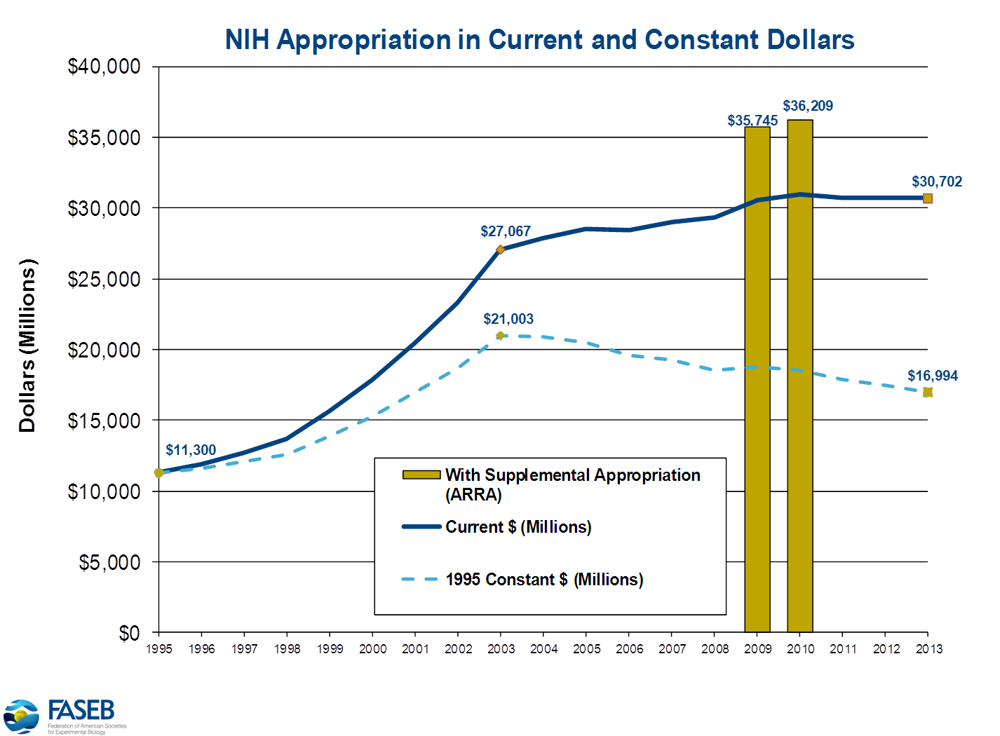 NIH Appropriation in Current and Constant Dollars
$40,000
$35,000
$30,000
$25,000
$20,000
$15,000
$10,000
$5,000
$0
Dollars (Millions)
$11,300
$27,067
$21,003
$35,745
$36,209
$30,702
$16,994
With Supplemental Appropriation
(ARRA)
Current $ (Millions)
1995 Constant $ (Millions)
1995 1996 1997 1998 1999 2000 2001 2002 2003 2004 2005 2006 2007 2008 2009 2010 2011 2012 2013
FASEB
Federation of American Societies
for Experimental Biology